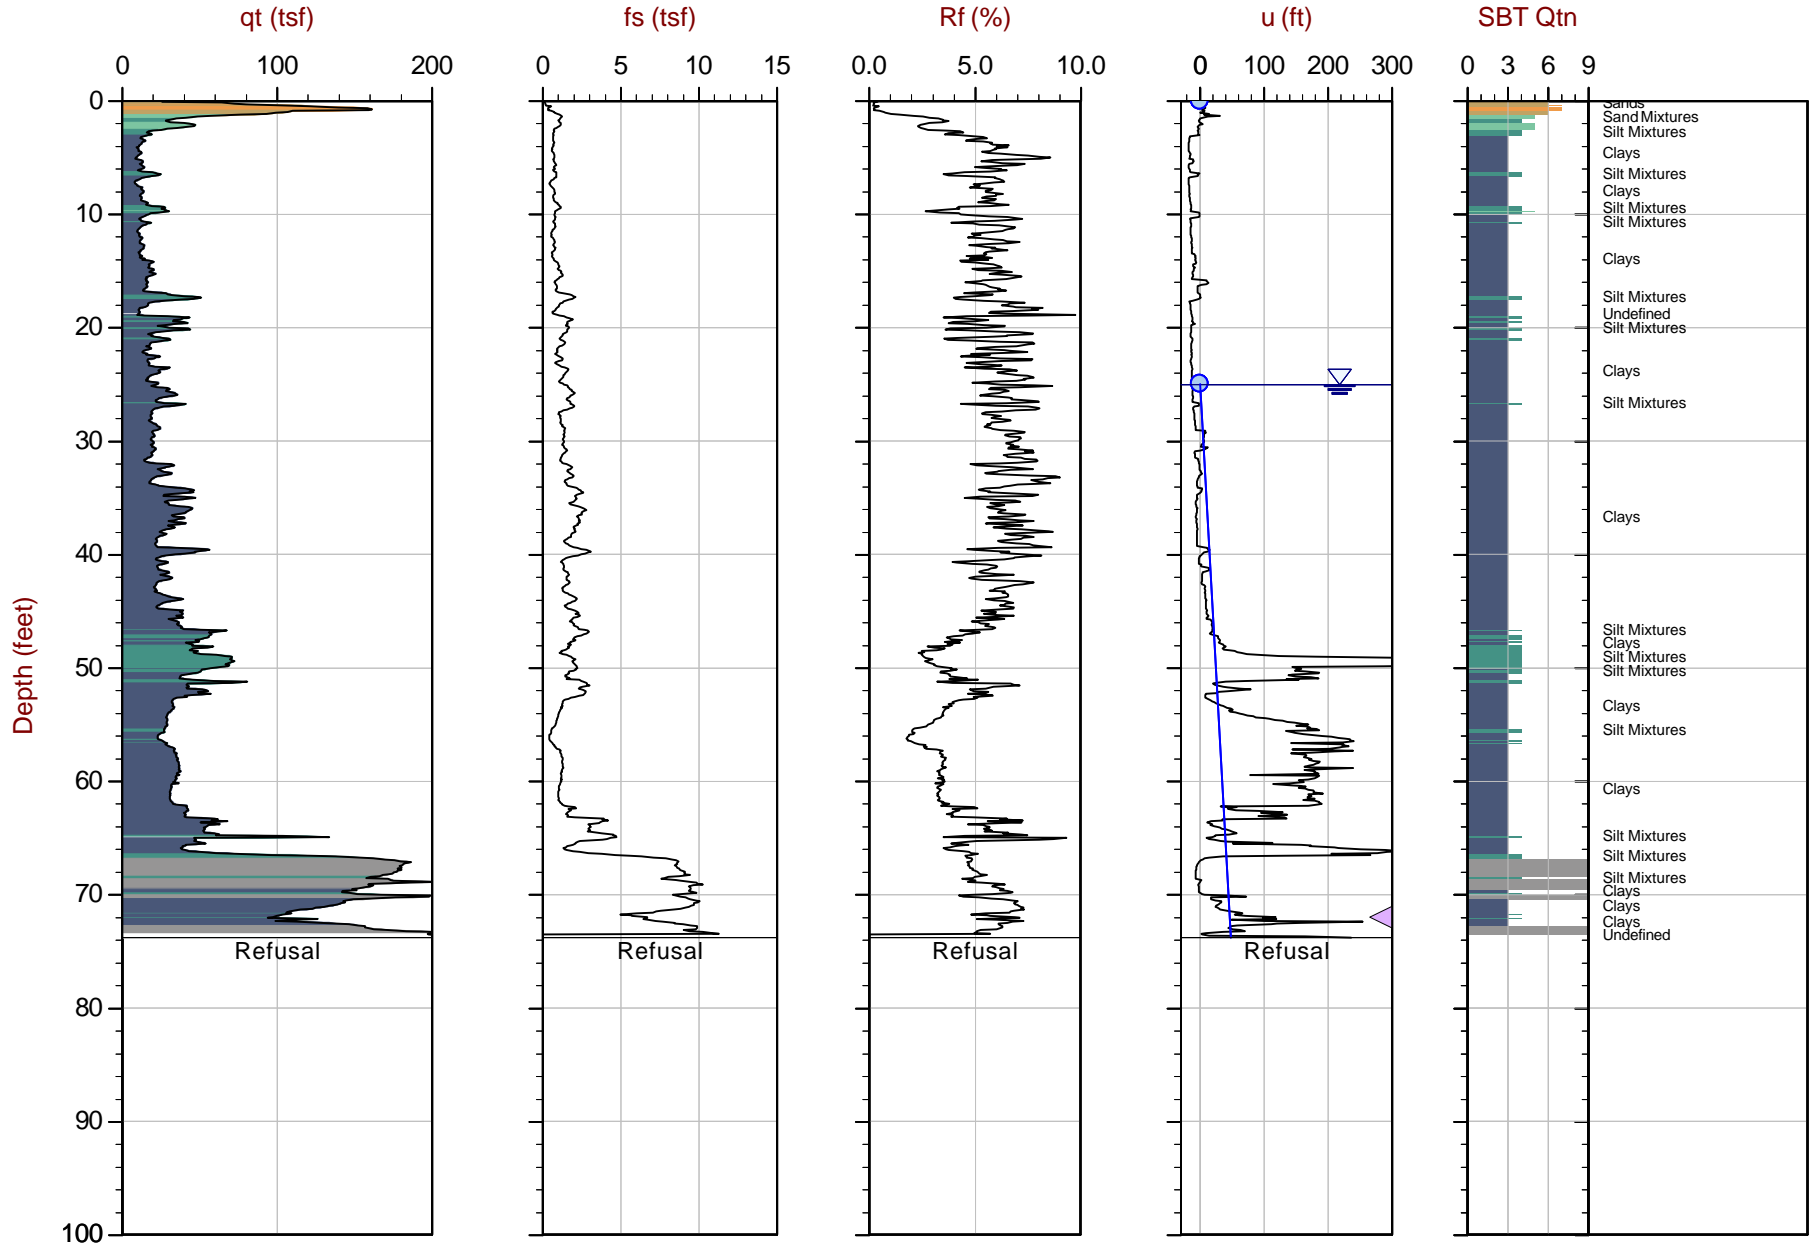 qt (tsf)
fs (tsf)
Rf (%)
u (ft)
SBT Qtn
0 100 200
0 5 10 15
0.0 5.0 10.0
0 100 200 300
0 3 6 9
Depth (feet)
0
10
20
30
40
50
60
70
80
90
100
Sands
Sand Mixtures
Silt Mixtures
Clays
Silt Mixtures
Clays
Silt Mixtures
Silt Mixtures
Clays
Silt Mixtures
Undefined
Silt Mixtures
Clays
Silt Mixtures
Clays
Silt Mixtures
Clays
Silt Mixtures
Silt Mixtures
Clays
Silt Mixtures
Clays
Silt Mixtures
Silt Mixtures
Silt Mixtures
Clays
Clays
Clays
Undefined
Refusal
Refusal
Refusal
Refusal